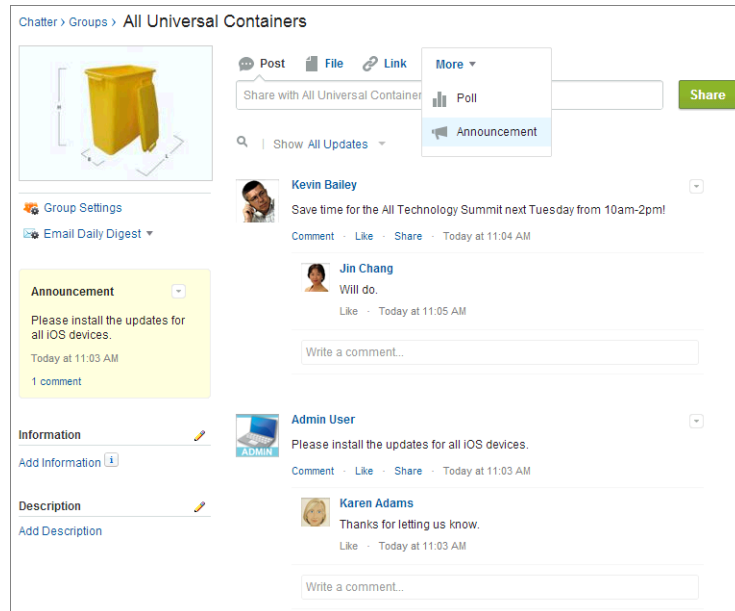 Chatter › Groups › All Universal Containers
H
B
L
Group Settings
Email Daily Digest
Announcement
Please install the updates for
all iOS devices.
Today at 11:03 AM
1 comment
Information
Add Information i
Description
Add Description
Post File Link More
Poll
Announcement
Share with All Universal Container
Share
Show All Updates
Kevin Bailey
Save time for the All Technology Summit next Tuesday from 10am-2pm!
Comment · Like · Share · Today at 11:04 AM
Jin Chang
Will do.
Like · Today at 11:05 AM
Write a comment...
Admin User
ADMIN
Please install the updates for all iOS devices.
Comment · Like · Share · Today at 11:03 AM
Karen Adams
Thanks for letting us know.
Like · Today at 11:03 AM
Write a comment...